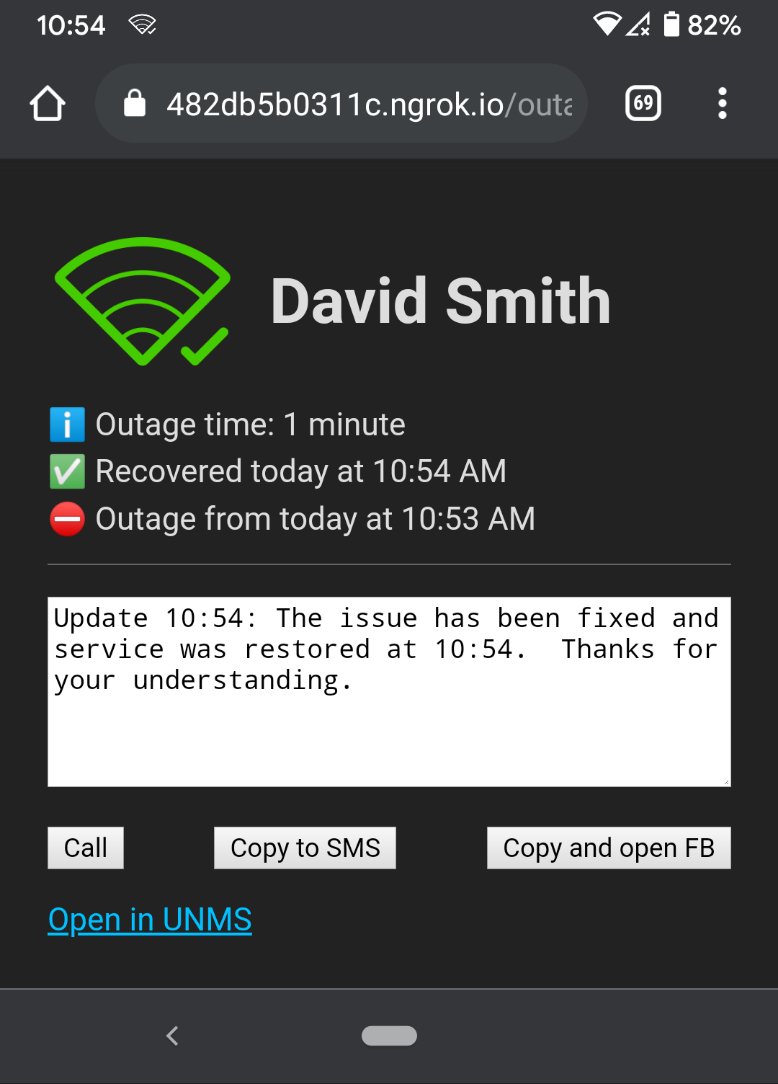 10:54 82%
482db5b0311c.ngrok.io/outa 69
David Smith
ℹ️ Outage time: 1 minute
✅ Recovered today at 10:54 AM
⛔ Outage from today at 10:53 AM
Update 10:54: The issue has been fixed and
service was restored at 10:54.  Thanks for
your understanding.
Call Copy to SMS Copy and open FB
Open in UNMS